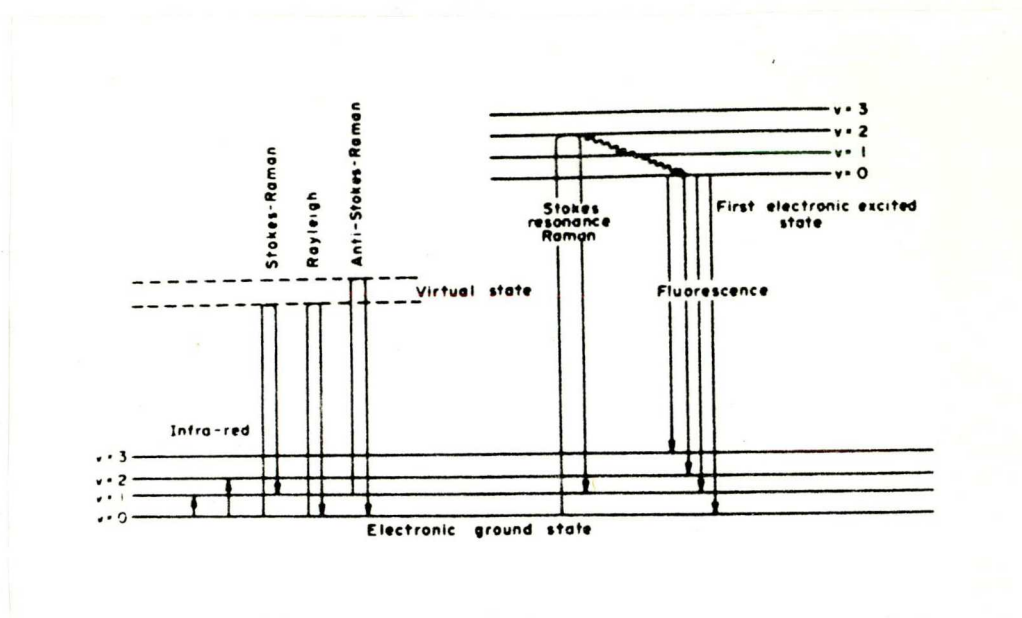 Stokes-Raman
Rayleigh
Anti-Stokes-Raman
v = 3
v = 2
v = 1
v = 0
Stokes
resonance
Raman
First electronic excited
state
Virtual state
Fluorescence
Infra-red
v = 3
v = 2
v = 1
v = 0
Electronic ground state